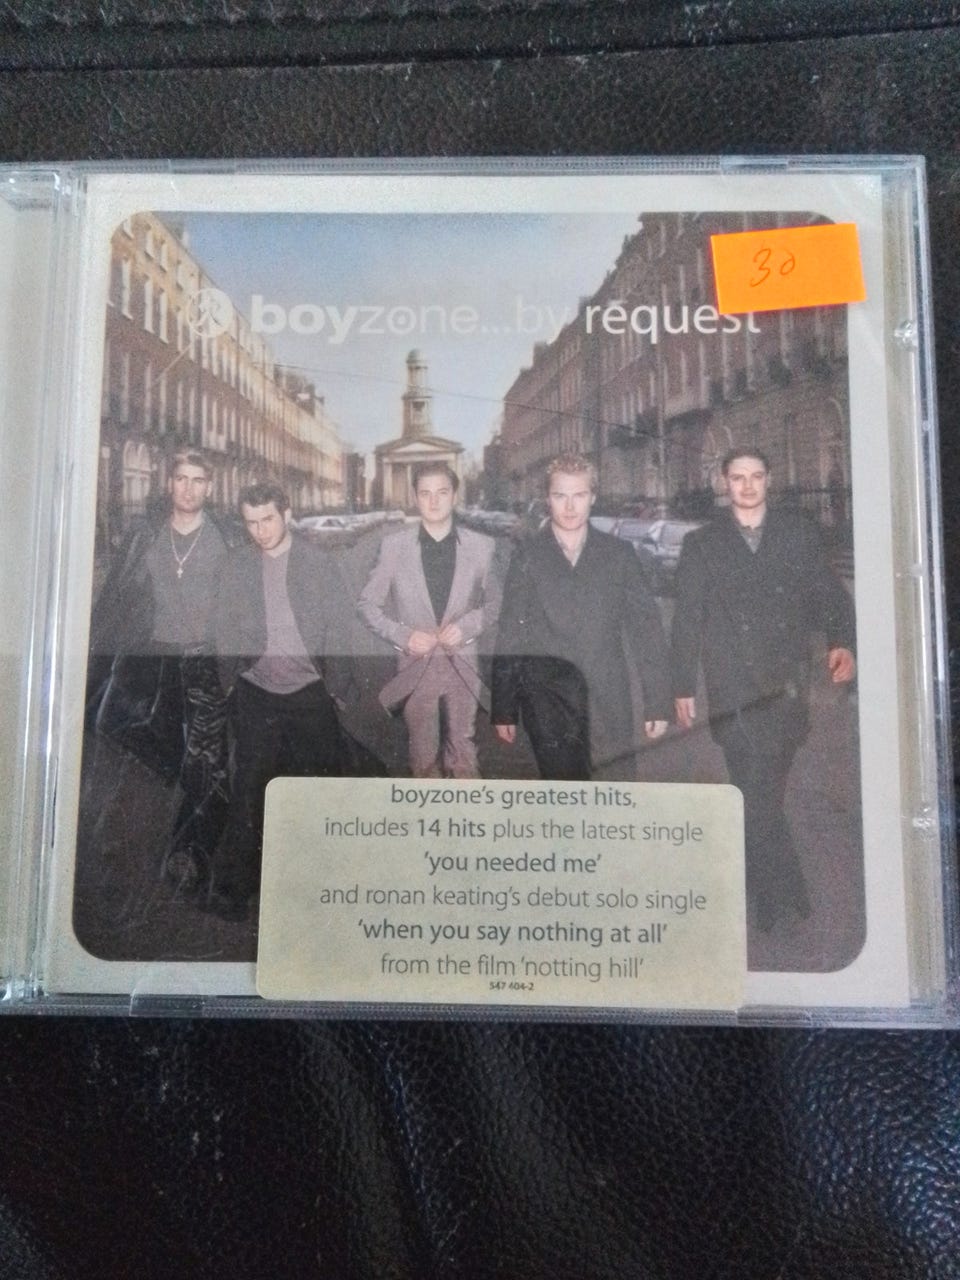 30
boyzone...by request
boyzone's greatest hits,
includes 14 hits plus the latest single
'you needed me'
and ronan keating's debut solo single
'when you say nothing at all'
from the film 'notting hill'
547 604-2